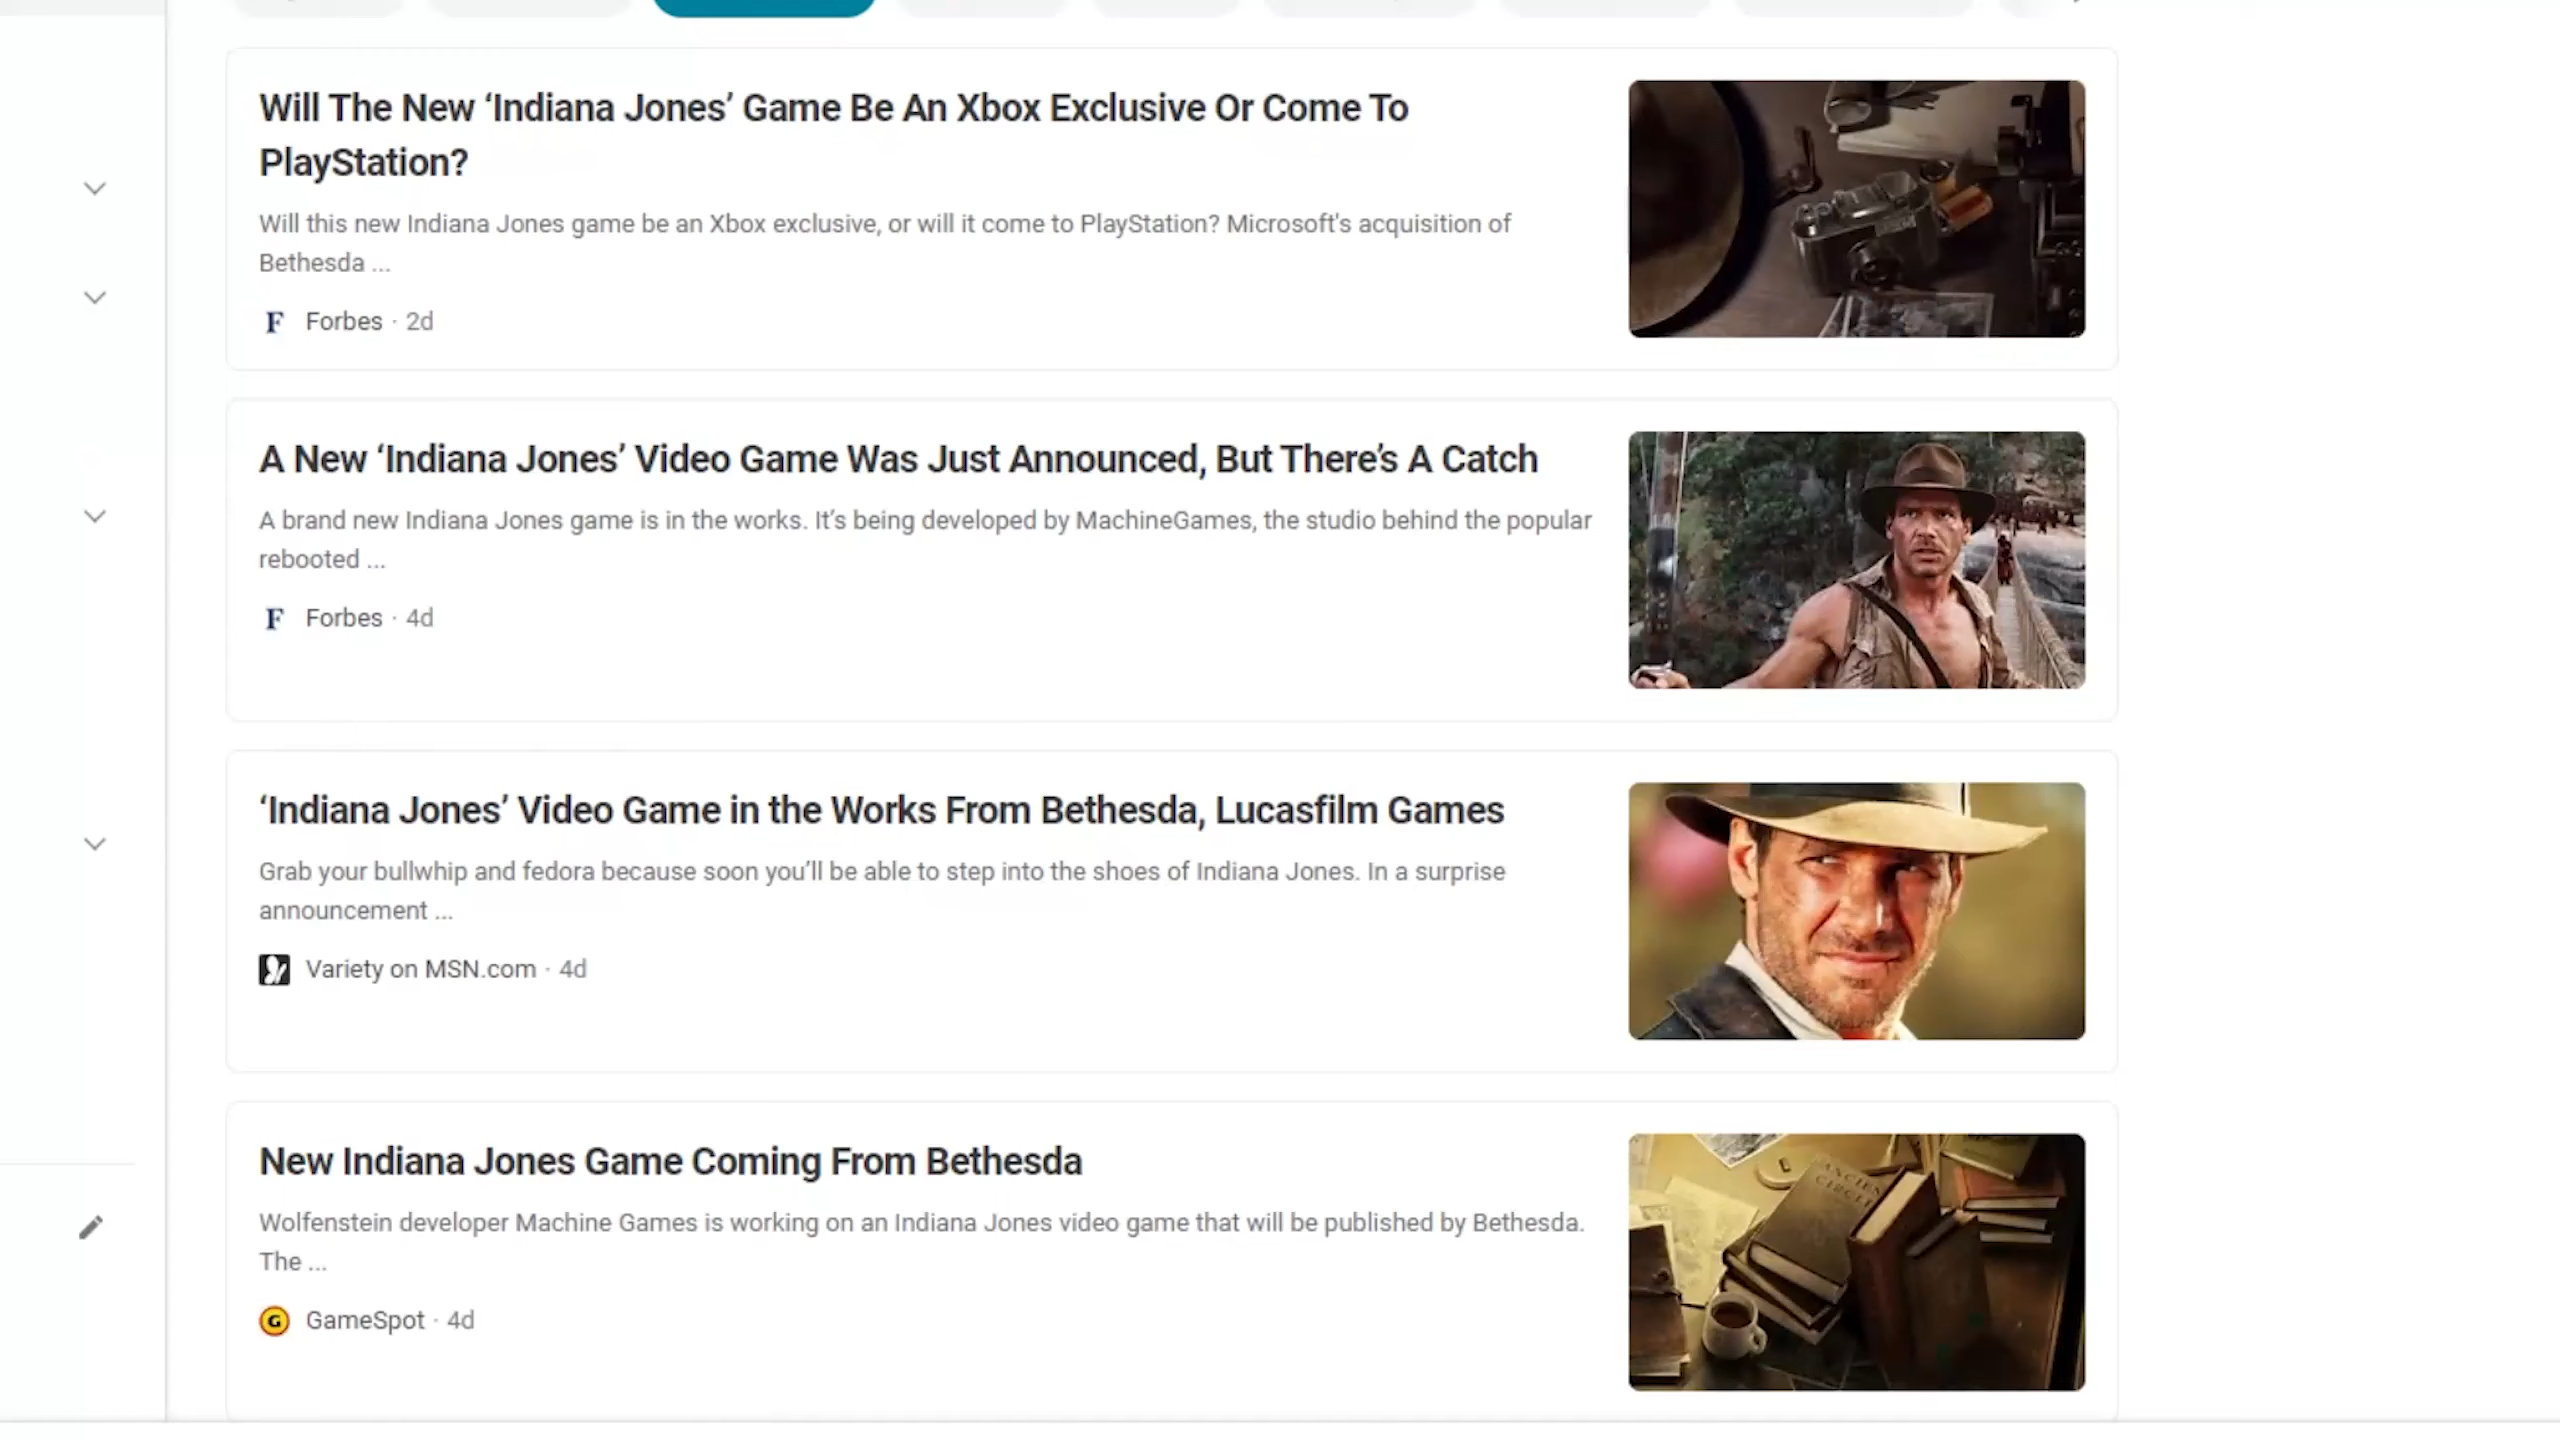 Will The New ‘Indiana Jones’ Game Be An Xbox Exclusive Or Come To
PlayStation?
Will this new Indiana Jones game be an Xbox exclusive, or will it come to PlayStation? Microsoft's acquisition of
Bethesda ...
F Forbes · 2d
A New ‘Indiana Jones’ Video Game Was Just Announced, But There’s A Catch
A brand new Indiana Jones game is in the works. It’s being developed by MachineGames, the studio behind the popular
rebooted ...
F Forbes · 4d
‘Indiana Jones’ Video Game in the Works From Bethesda, Lucasfilm Games
Grab your bullwhip and fedora because soon you’ll be able to step into the shoes of Indiana Jones. In a surprise
announcement ...
Variety on MSN.com · 4d
New Indiana Jones Game Coming From Bethesda
Wolfenstein developer Machine Games is working on an Indiana Jones video game that will be published by Bethesda.
The ...
G GameSpot · 4d